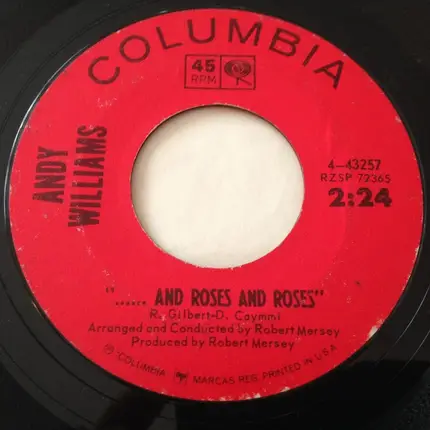 COLUMBIA
45
RPM
ANDY
WILLIAMS
4-43257
RZSP 72365
2:24
"...... AND ROSES AND ROSES"
R. Gilbert-D. Caymmi
Arranged and Conducted by Robert Mersey
Produced by Robert Mersey
℗ "COLUMBIA" MARCAS REG. PRINTED IN U.S.A.